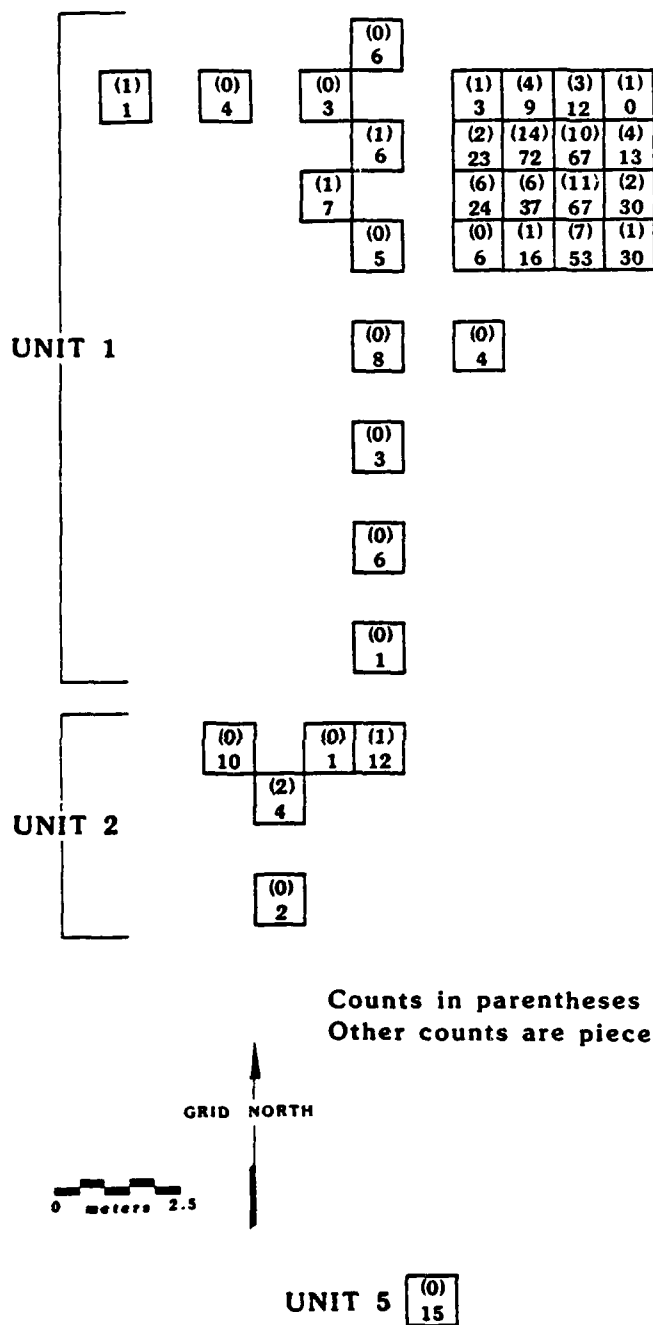 (0)
6
(1) (0) (0) (1) (4) (3) (1)
1 4 3 3 9 12 0
(1) (2) (14) (10) (4)
6 23 72 67 13
(1) (6) (6) (11) (2)
7 24 37 67 30
(0) (0) (1) (7) (1)
5 6 16 53 30
UNIT 1
(0) (0)
8 4
(0)
3
(0)
6
(0)
1
(0) (0) (1)
10 1 12
(2)
4
UNIT 2
(0)
2
Counts in parentheses
Other counts are piece
GRID NORTH
0 meters 2.5
UNIT 5
(0)
15